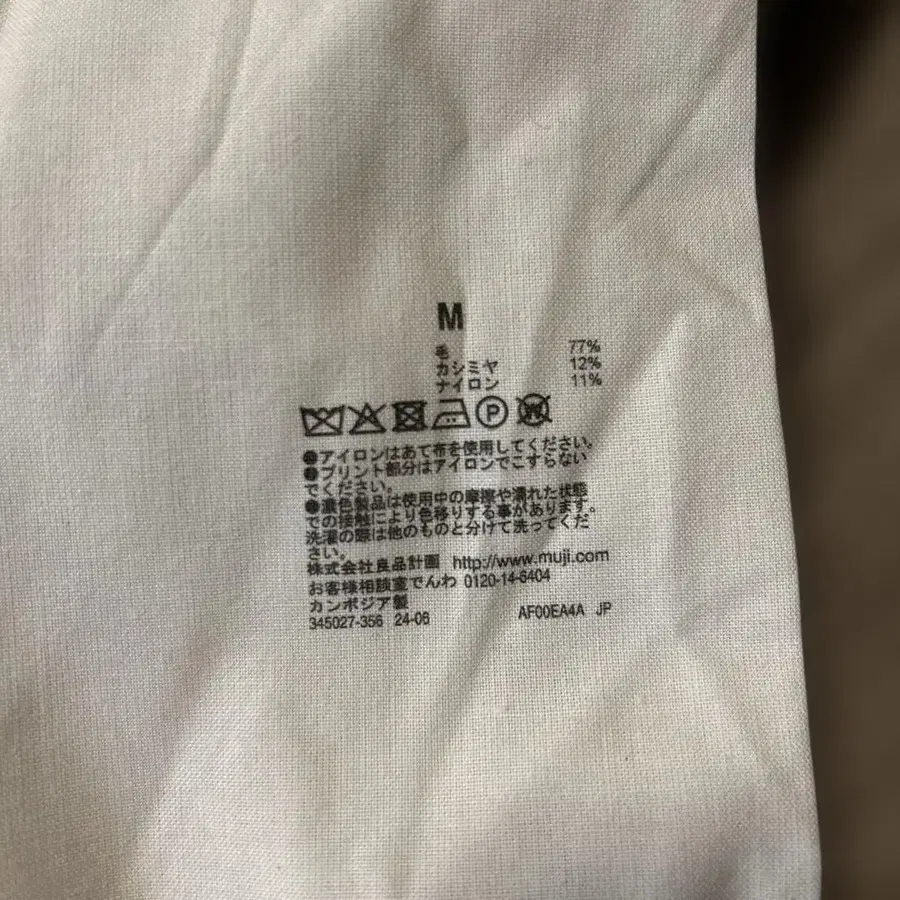 M
毛 77%
カシミヤ 12%
ナイロン 11%
P W
●アイロンはあて布を使用してください。
●プリント部分はアイロンでこすらない
でください。
●濃色製品は使用中の摩擦や濡れた状態
での接触により色移りする事があります。
洗濯の際は他のものと分けて洗ってくだ
さい。
株式会社良品計画 http://www.muji.com
お客様相談室でんわ 0120-14-6404
カンボジア製
345027-356 24-06 AF00EA4A JP